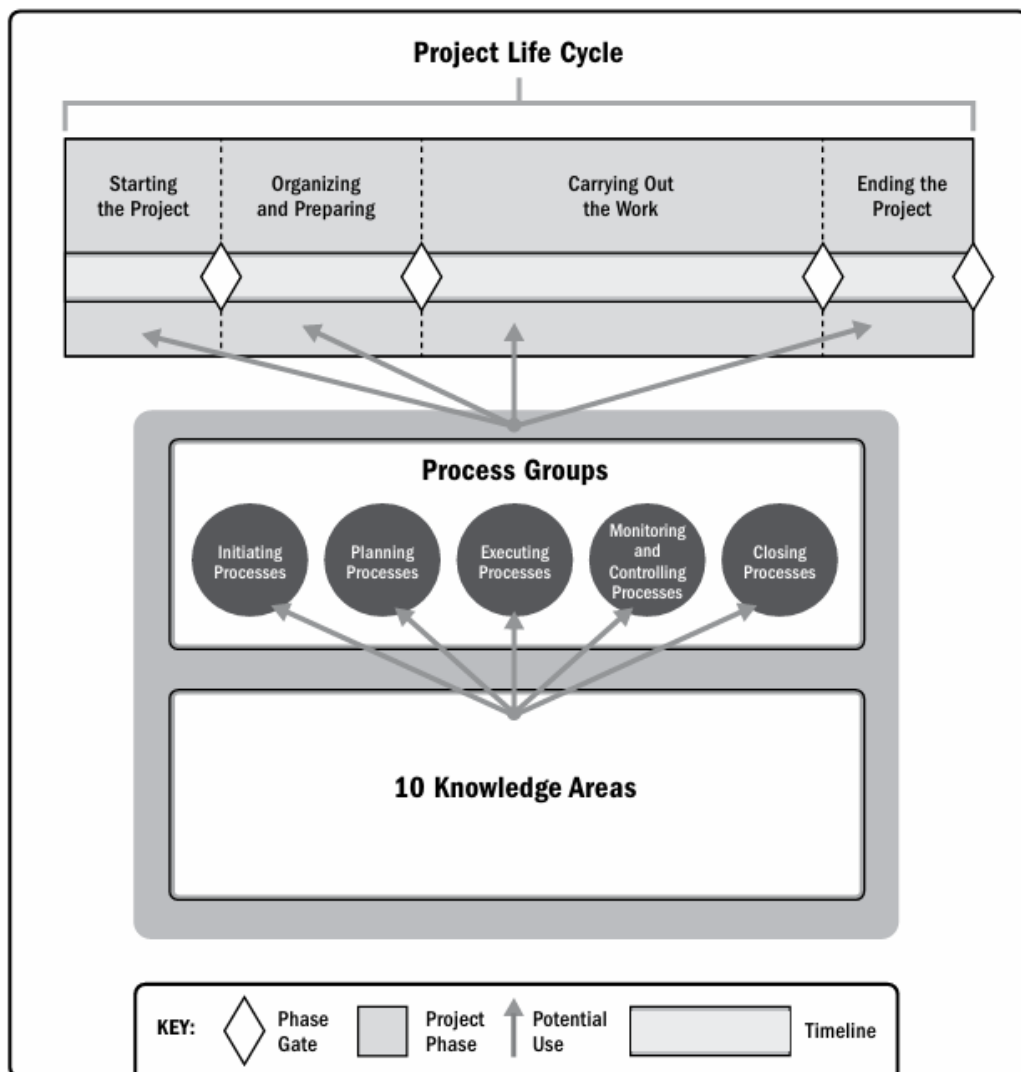 Project Life Cycle
Starting
the Project
Organizing
and Preparing
Carrying Out
the Work
Ending the
Project
Process Groups
Initiating
Processes
Planning
Processes
Executing
Processes
Monitoring
and
Controlling
Processes
Closing
Processes
10 Knowledge Areas
KEY:
Phase
Gate
Project
Phase
Potential
Use
Timeline